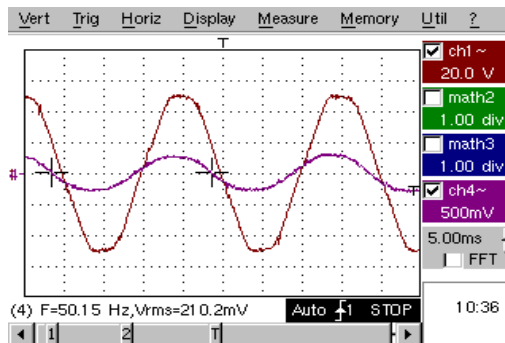 Vert Trig Horiz Display Measure Memory Util ?
T
ch1~
20.0 V
math2
1.00 div
math3
1.00 div
ch4~
500mV
5.00ms
FFT
(4) F=50.15 Hz,Vrms=210.2mV
Auto 1 STOP
10:36
1 2 T